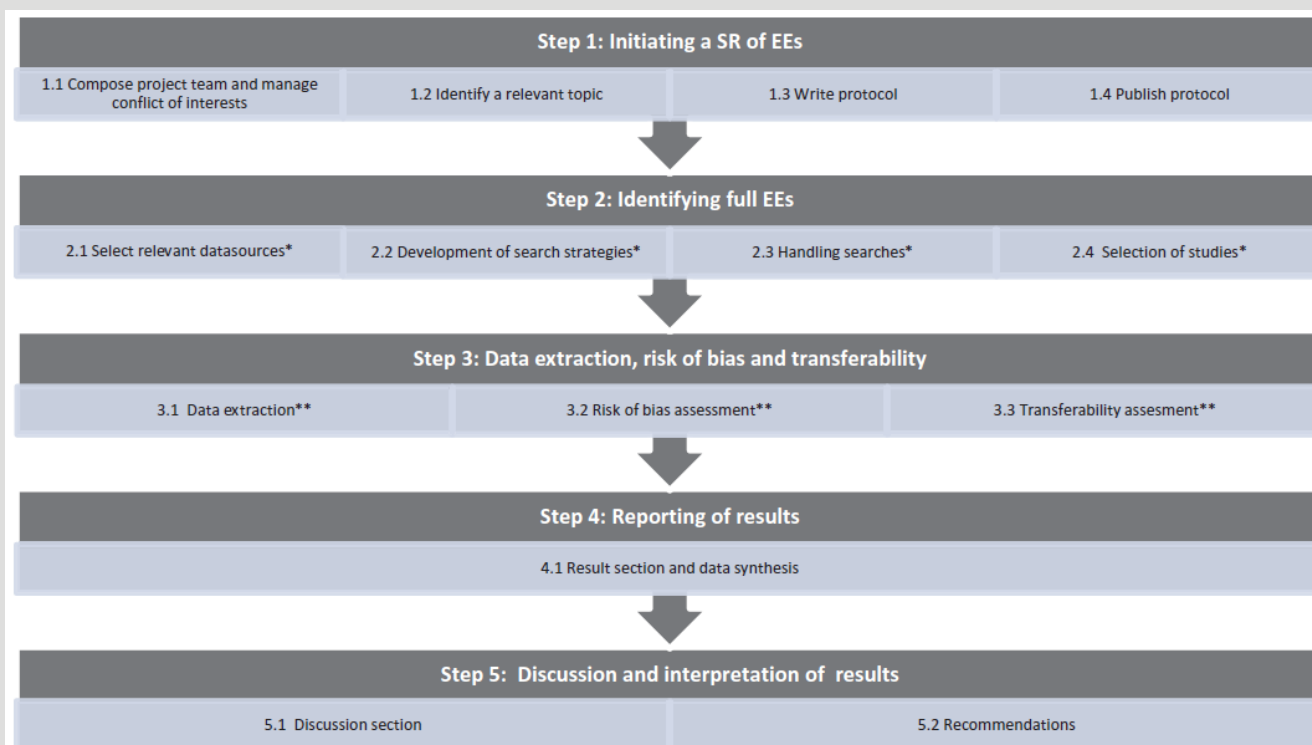 Step 1: Initiating a SR of EEs
1.1 Compose project team and manage
conflict of interests
1.2 Identify a relevant topic
1.3 Write protocol
1.4 Publish protocol
Step 2: Identifying full EEs
2.1 Select relevant datasources*
2.2 Development of search strategies*
2.3 Handling searches*
2.4 Selection of studies*
Step 3: Data extraction, risk of bias and transferability
3.1 Data extraction**
3.2 Risk of bias assessment**
3.3 Transferability assesment**
Step 4: Reporting of results
4.1 Result section and data synthesis
Step 5: Discussion and interpretation of results
5.1 Discussion section
5.2 Recommendations